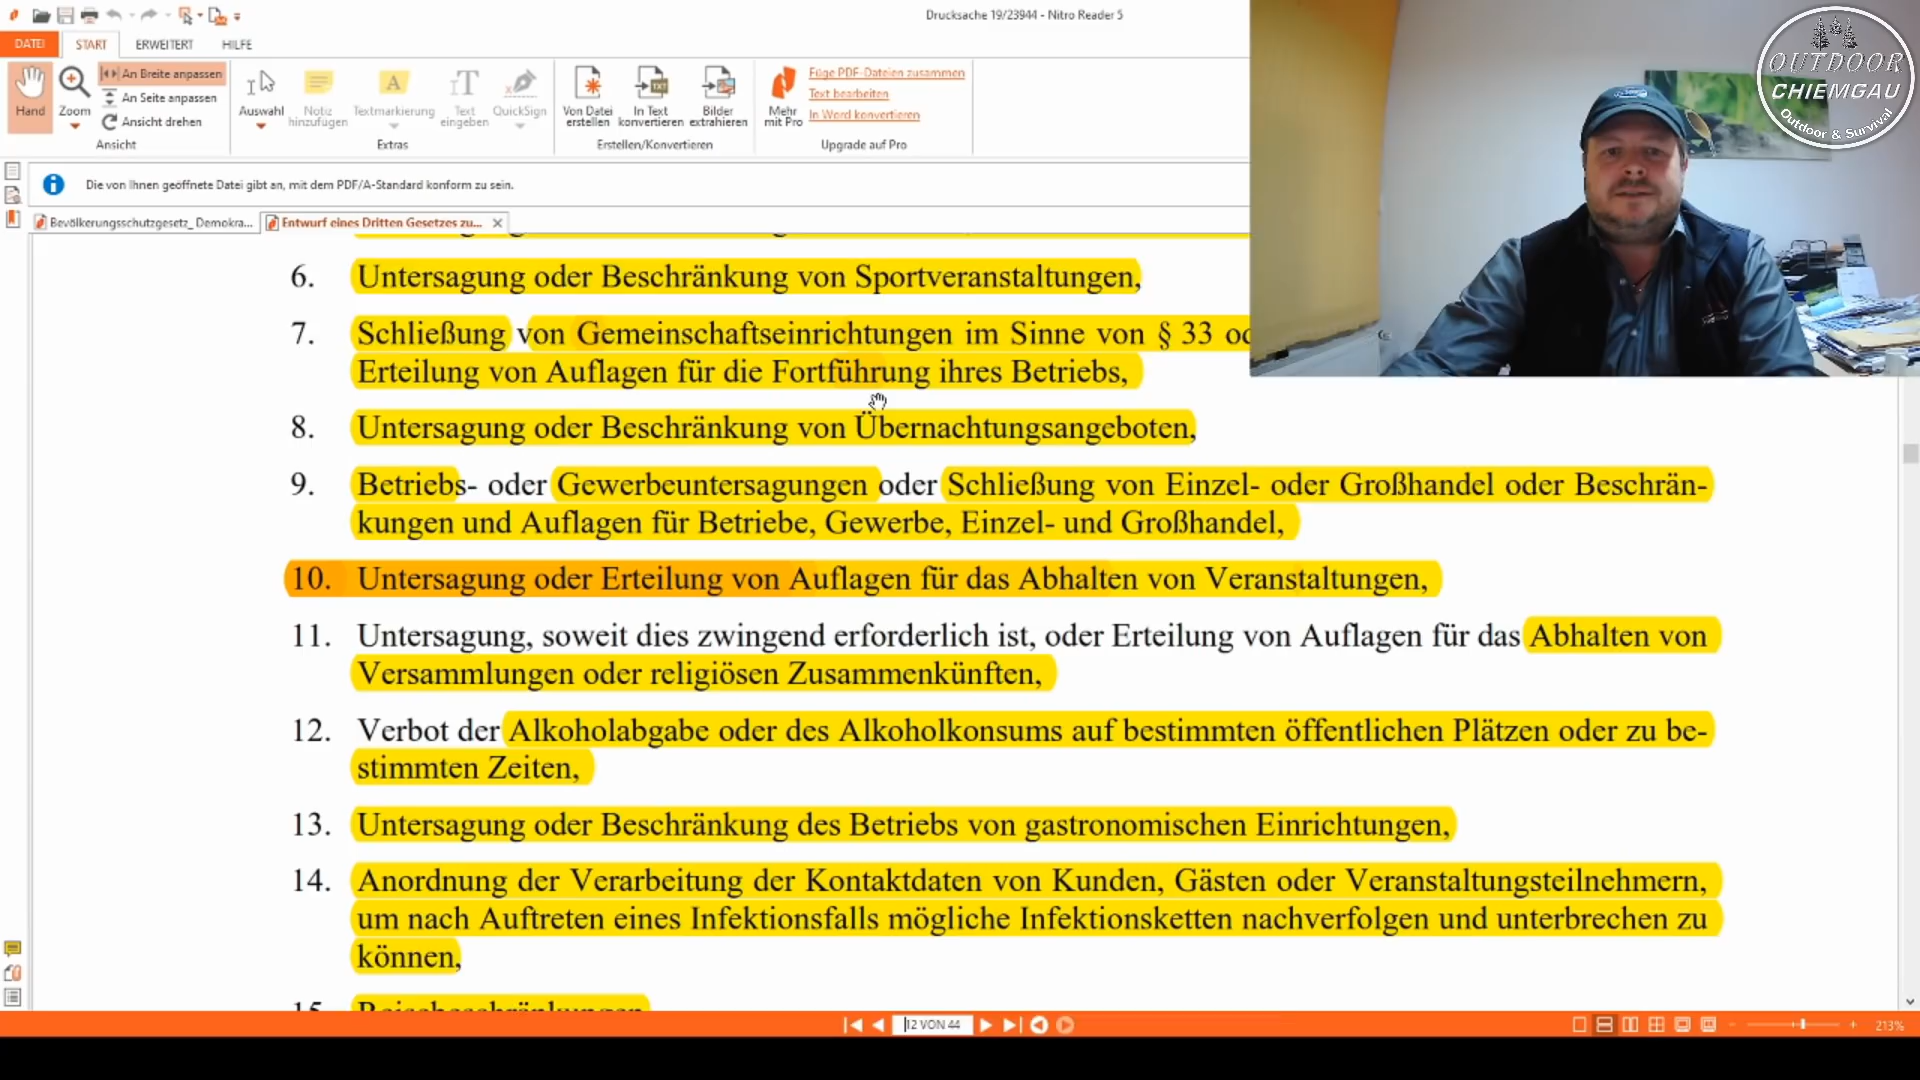 Drucksache 19/23944 - Nitro Reader 5
DATEI START ERWEITERT HILFE
Hand
Zoom
An Breite anpassen
An Seite anpassen
Ansicht drehen
Ansicht
Auswahl
Notiz
hinzufügen
Textmarkierung
Text
eingeben
QuickSign
Extras
Von Datei
erstellen
In Text
konvertieren
Bilder
extrahieren
Erstellen/Konvertieren
Mehr
mit Pro
Füge PDF-Dateien zusammen
Text bearbeiten
In Word konvertieren
Upgrade auf Pro
OUTDOOR
CHIEMGAU
Outdoor & Survival
Die von Ihnen geöffnete Datei gibt an, mit dem PDF/A-Standard konform zu sein.
Bevölkerungsschutzgesetz_ Demokra...
Entwurf eines Dritten Gesetzes zu...
6. Untersagung oder Beschränkung von Sportveranstaltungen,
7. Schließung von Gemeinschaftseinrichtungen im Sinne von § 33
Erteilung von Auflagen für die Fortführung ihres Betriebs,
8. Untersagung oder Beschränkung von Übernachtungsangeboten,
9. Betriebs- oder Gewerbeuntersagungen oder Schließung von Einzel- oder Großhandel oder Beschrän-
kungen und Auflagen für Betriebe, Gewerbe, Einzel- und Großhandel,
10. Untersagung oder Erteilung von Auflagen für das Abhalten von Veranstaltungen,
11. Untersagung, soweit dies zwingend erforderlich ist, oder Erteilung von Auflagen für das Abhalten von
Versammlungen oder religiösen Zusammenkünften,
12. Verbot der Alkoholabgabe oder des Alkoholkonsums auf bestimmten öffentlichen Plätzen oder zu be-
stimmten Zeiten,
13. Untersagung oder Beschränkung des Betriebs von gastronomischen Einrichtungen,
14. Anordnung der Verarbeitung der Kontaktdaten von Kunden, Gästen oder Veranstaltungsteilnehmern,
um nach Auftreten eines Infektionsfalls mögliche Infektionsketten nachverfolgen und unterbrechen zu
können,
15. Reisebeschränkungen
12 VON 44
213%